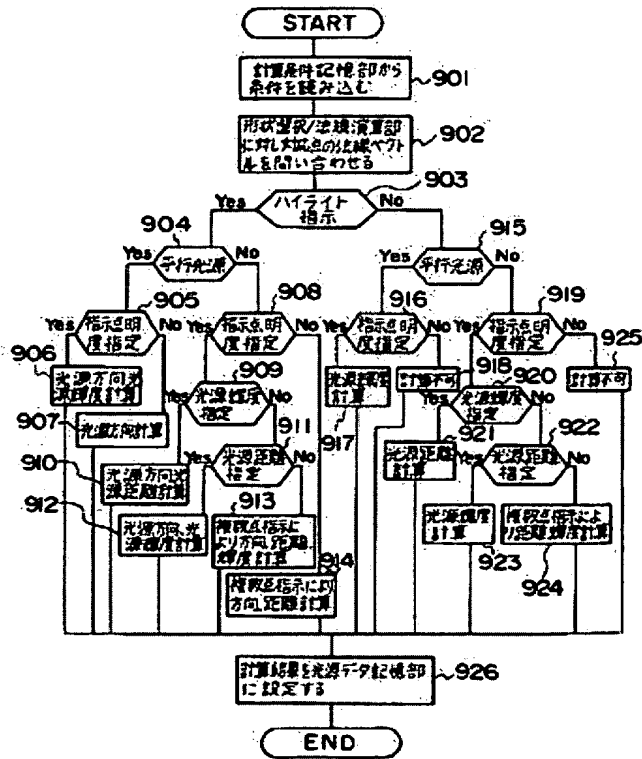 START
計算条件記憶部から
条件を読み込む
901
形状選択/法線演算部
に対し対応点の法線ベクト
ルを問い合わせる
902
903
Yes
ハイライト
指示
No
904
915
Yes
平行光源
No
Yes
平行光源
No
905
908
916
919
Yes
指示点明
度指定
No
Yes
指示点明
度指定
No
Yes
指示点明
度指定
No
Yes
指示点明
度指定
No
925
906
光源方向光
源輝度計算
909
光源輝度計算
918
計算不可
920
計算不可
Yes
光源輝度
指定
No
Yes
光源輝度
指定
No
907
光源方向計算
917
911
921
922
910
光源方向光
源距離計算
Yes
光源距離
指定
No
光源距離
計算
Yes
光源距離
指定
No
912
光源方向、光
源輝度計算
913
複数点指示に
より方向、距離、
輝度計算
光源輝度
計算
923
複数点指示によ
り距離輝度計算
924
914
複数点指示により
方向、距離計算
計算結果を光源データ記憶部
に設定する
926
END